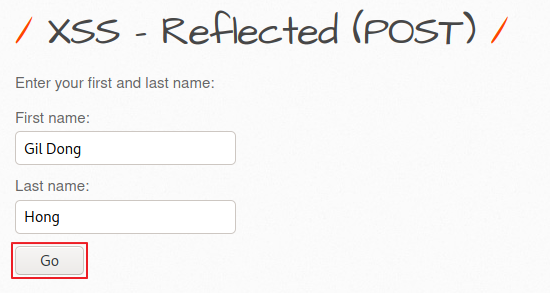 / XSS - Reflected (POST) /
Enter your first and last name:
First name:
Gil Dong
Last name:
Hong
Go